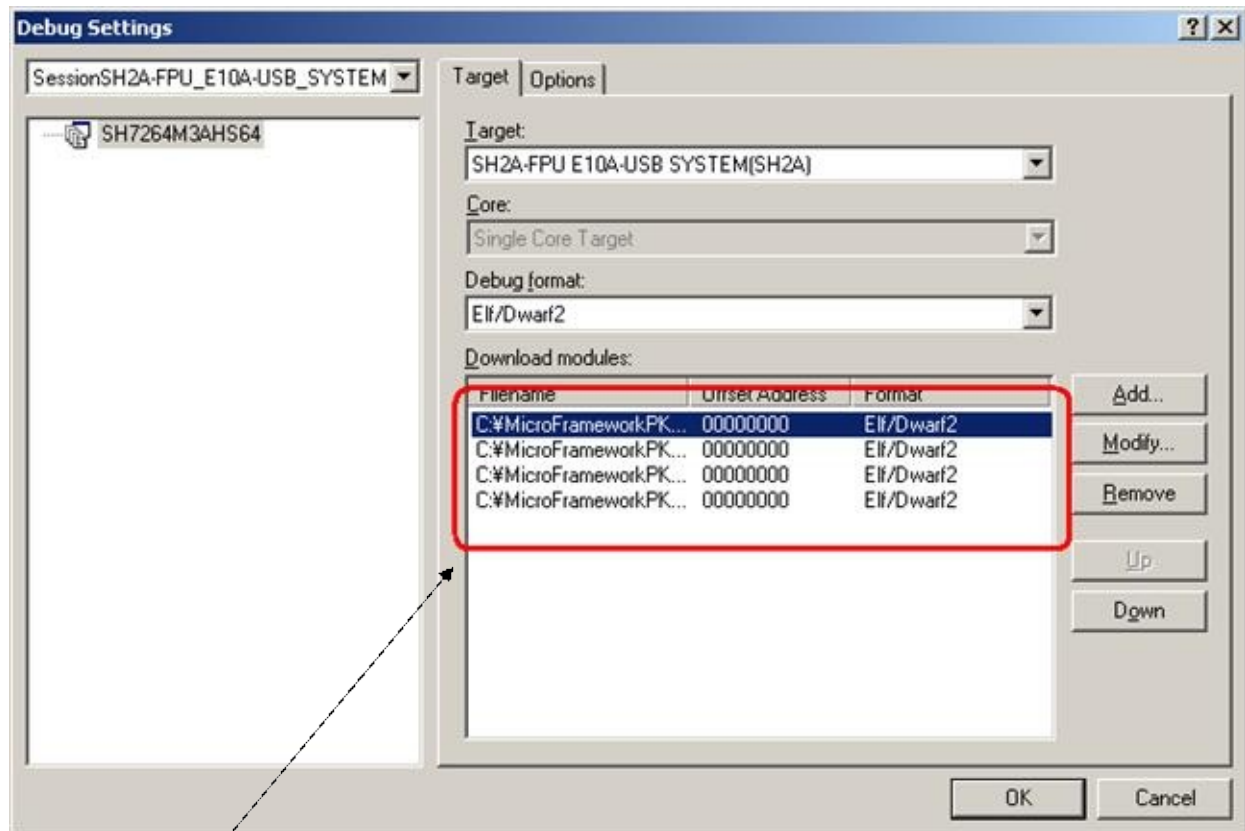 Debug Settings
SessionSH2A-FPU_E10A-USB_SYSTEM
SH7264M3AHS64
Target
Options
Target:
SH2A-FPU E10A-USB SYSTEM(SH2A)
Core:
Single Core Target
Debug format:
Elf/Dwarf2
Download modules:
Filename Offset Address Format
C:¥MicroFrameworkPK... 00000000 Elf/Dwarf2
C:¥MicroFrameworkPK... 00000000 Elf/Dwarf2
C:¥MicroFrameworkPK... 00000000 Elf/Dwarf2
C:¥MicroFrameworkPK... 00000000 Elf/Dwarf2
Add...
Modify...
Remove
Up
Down
OK
Cancel